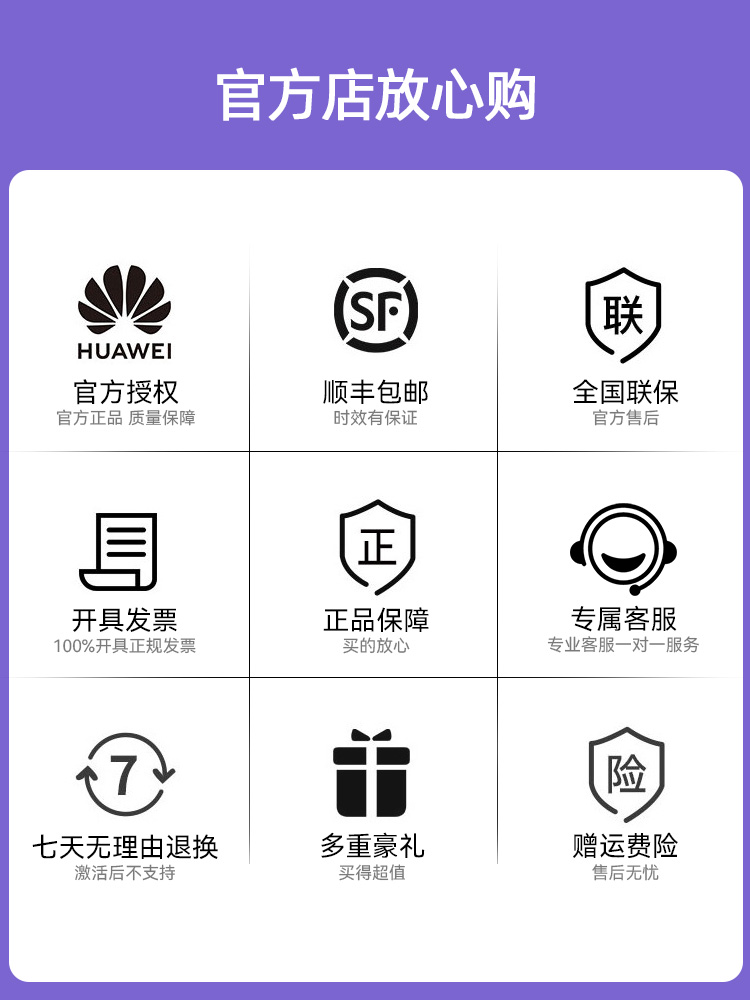 官方店放心购
HUAWEI
官方授权
官方正品 质量保障
SF
顺丰包邮
时效有保证
联
全国联保
官方售后
开具发票
100%开具正规发票
正
正品保障
买的放心
专属客服
专业客服一对一服务
7
七天无理由退换
激活后不支持
多重豪礼
买得超值
险
赠运费险
售后无忧